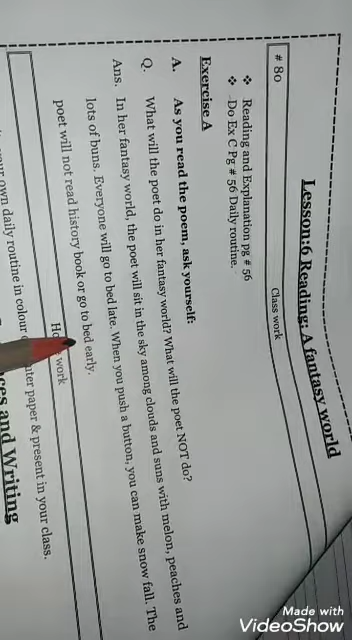 Lesson:6 Reading: A fantasy world
# 80 Class work
❖ Reading and Explanation pg # 56
❖ Do Ex C Pg # 56 Daily routine.
Exercise A
A. As you read the poem, ask yourself:
Q. What will the poet do in her fantasy world? What will the poet NOT do?
Ans. In her fantasy world, the poet will sit in the sky among clouds and suns with melon, peaches and
lots of buns. Everyone will go to bed late. When you push a button, you can make snow fall. The
poet will not read history book or go to bed early.
work
own daily routine in colour paper & present in your class.
and Writing
Made with
VideoShow